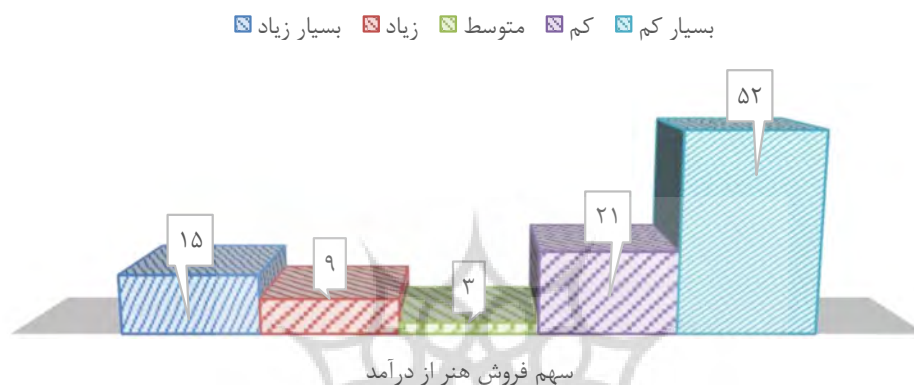 بسیار کم کم متوسط زیاد بسیار زیاد
۵۲
۲۱
۱۵
۹
۳
سهم فروش هنر از درآمد